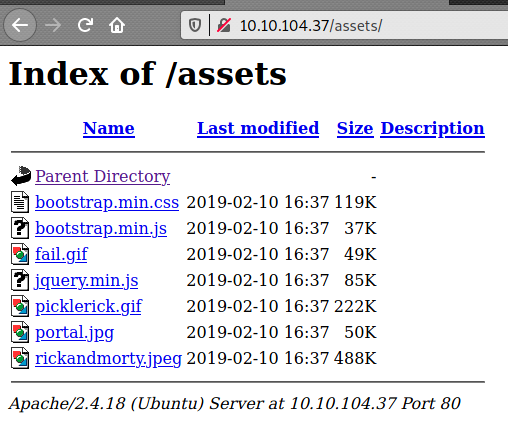 10.10.104.37/assets/
Index of /assets
Name Last modified Size Description
Parent Directory -
bootstrap.min.css 2019-02-10 16:37 119K
bootstrap.min.js 2019-02-10 16:37 37K
fail.gif 2019-02-10 16:37 49K
jquery.min.js 2019-02-10 16:37 85K
picklerick.gif 2019-02-10 16:37 222K
portal.jpg 2019-02-10 16:37 50K
rickandmorty.jpeg 2019-02-10 16:37 488K
Apache/2.4.18 (Ubuntu) Server at 10.10.104.37 Port 80